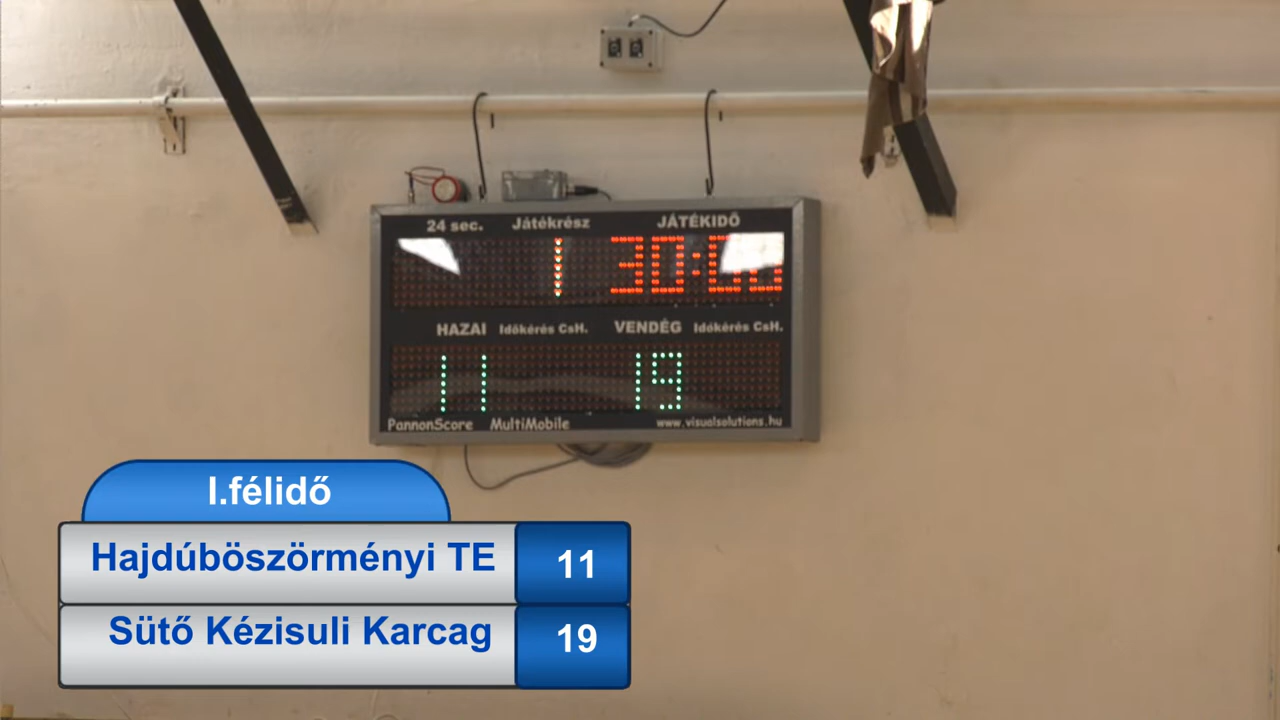 24 sec. Játékrész JÁTÉKIDŐ
1 30:00
HAZAI Időkérés CsH. VENDÉG Időkérés CsH.
11 19
PannonScore MultiMobile www.visualsolutions.hu
I.félidő
Hajdúböszörményi TE 11
Sütő Kézisuli Karcag 19